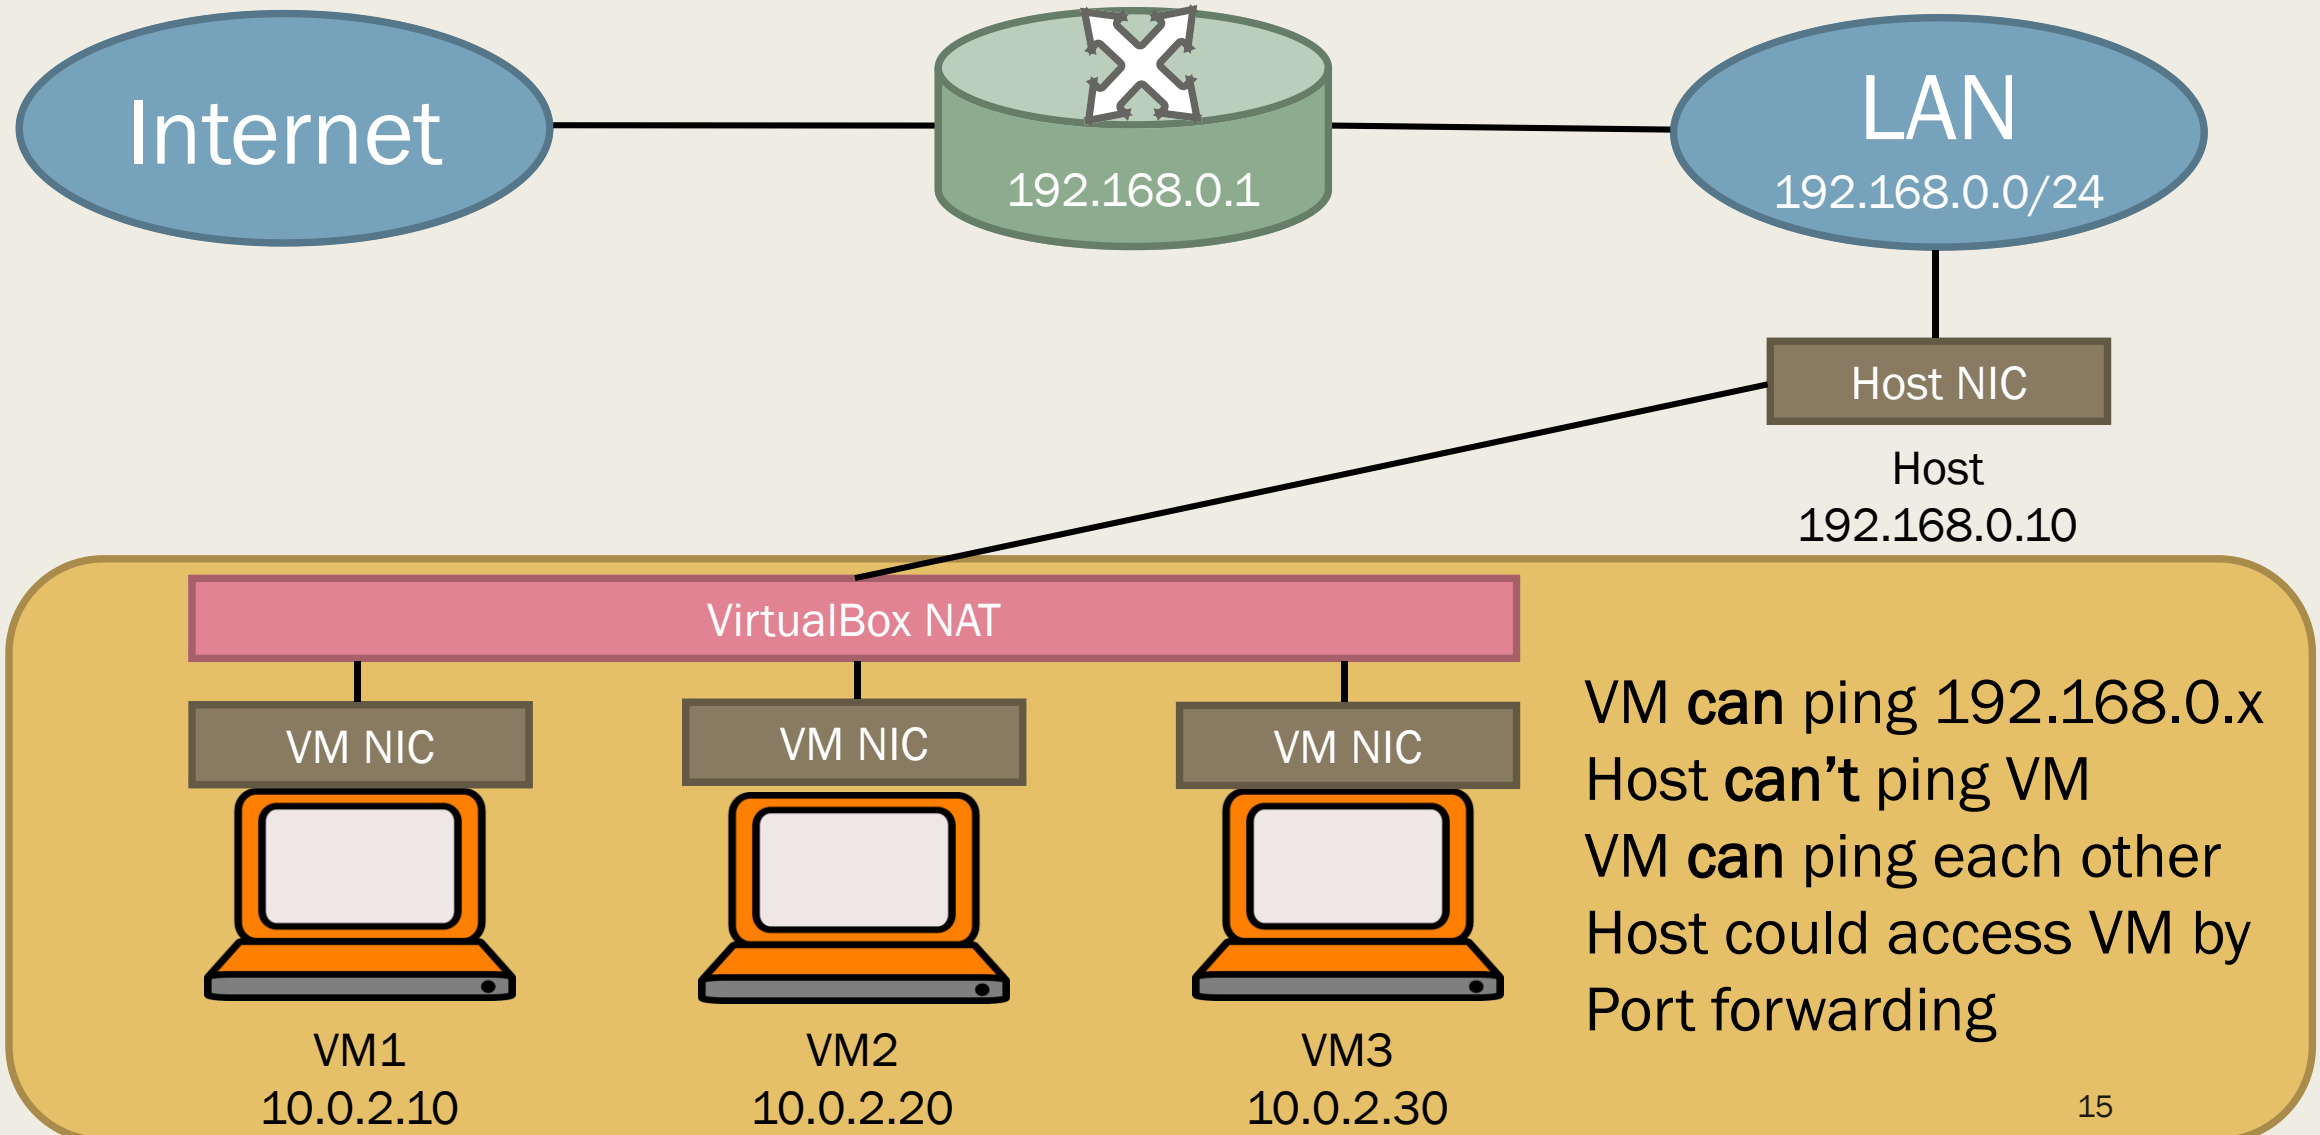 Internet
192.168.0.1
LAN
192.168.0.0/24
Host NIC
Host
192.168.0.10
VirtualBox NAT
VM NIC
VM NIC
VM NIC
VM1
10.0.2.10
VM2
10.0.2.20
VM3
10.0.2.30
VM can ping 192.168.0.x
Host can’t ping VM
VM can ping each other
Host could access VM by
Port forwarding
15